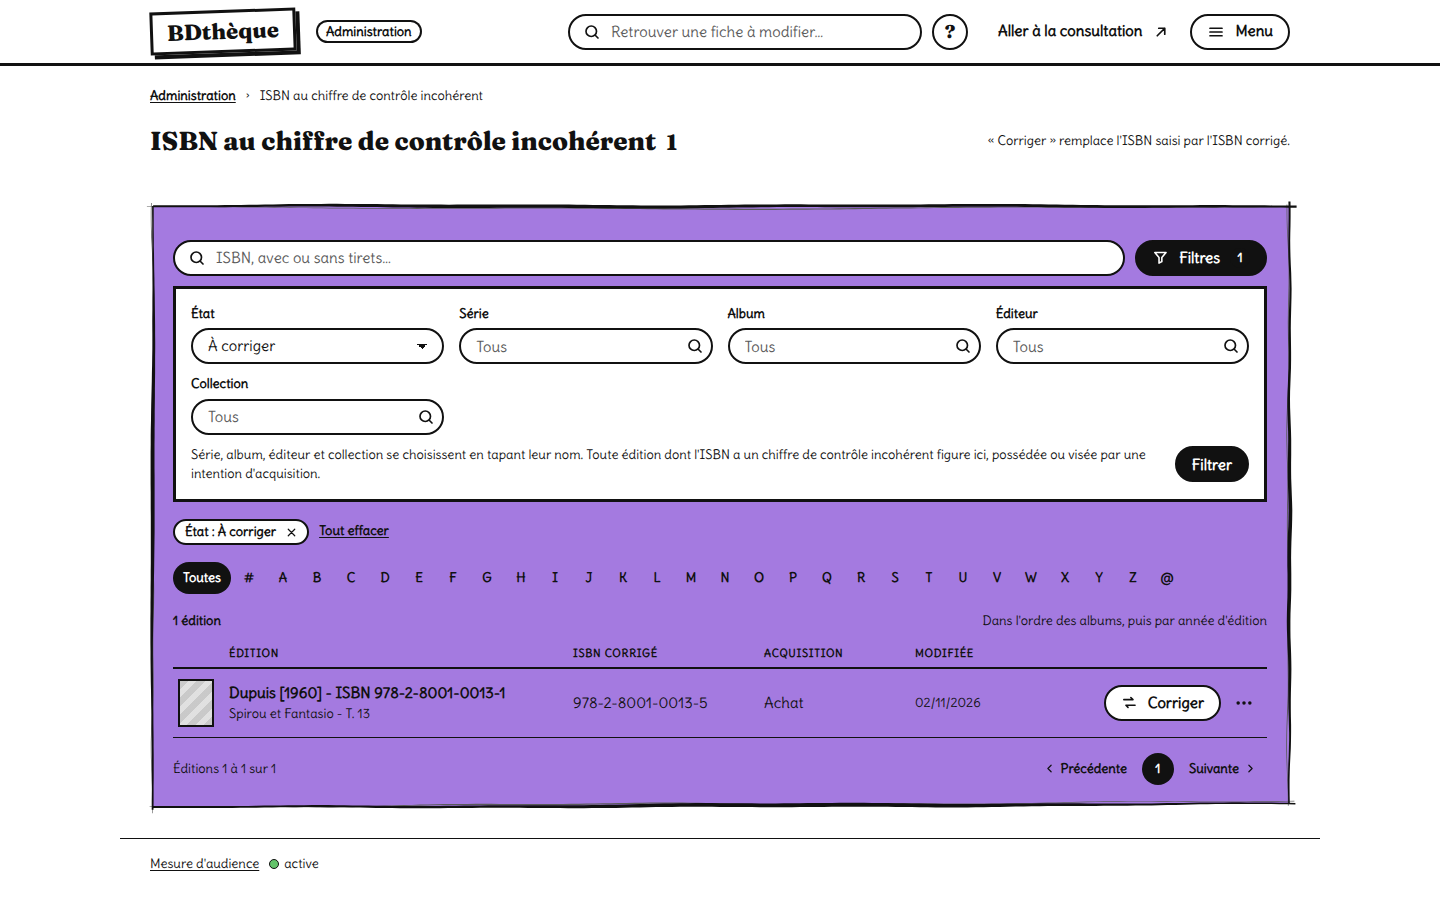 BDthèque
Administration
Retrouver une fiche à modifier...
?
Aller à la consultation
Menu
Administration › ISBN au chiffre de contrôle incohérent
ISBN au chiffre de contrôle incohérent 1
« Corriger » remplace l'ISBN saisi par l'ISBN corrigé.
ISBN, avec ou sans tirets...
Filtres 1
État
Série
Album
Éditeur
À corriger
Tous
Tous
Tous
Collection
Tous
Série, album, éditeur et collection se choisissent en tapant leur nom. Toute édition dont l'ISBN a un chiffre de contrôle incohérent figure ici, possédée ou visée par une
intention d'acquisition.
Filtrer
État : À corriger ×
Tout effacer
Toutes # A B C D E F G H I J K L M N O P Q R S T U V W X Y Z @
1 édition
Dans l'ordre des albums, puis par année d'édition
ÉDITION
ISBN CORRIGÉ
ACQUISITION
MODIFIÉE
Dupuis [1960] - ISBN 978-2-8001-0013-1
Spirou et Fantasio - T. 13
978-2-8001-0013-5
Achat
02/11/2026
Corriger
Éditions 1 à 1 sur 1
Précédente
1
Suivante
Mesure d'audience
active